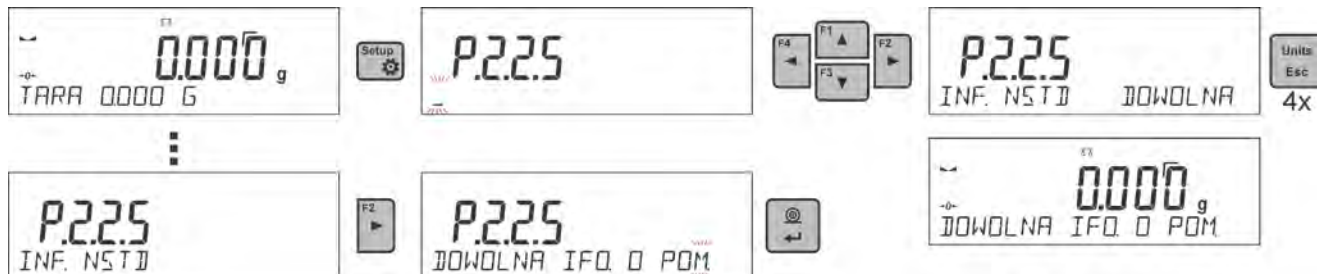 0.000 g
TARA 0.000 G
Setup
P.2.2.5
F1
F4
F2
F3
P.2.2.5
INF. NSTD DOWOLNA
Units
Esc
4x
P.2.2.5
INF. NSTD
F2
P.2.2.5
DOWOLNA IFO. O POM.
-0-
0.000 g
DOWOLNA IFO. O POM.